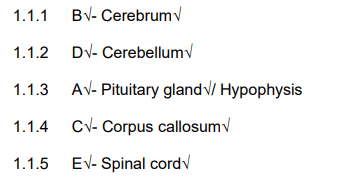 1.1.1 B√- Cerebrum√
1.1.2 D√- Cerebellum√
1.1.3 A√- Pituitary gland√/ Hypophysis
1.1.4 C√- Corpus callosum√
1.1.5 E√- Spinal cord√